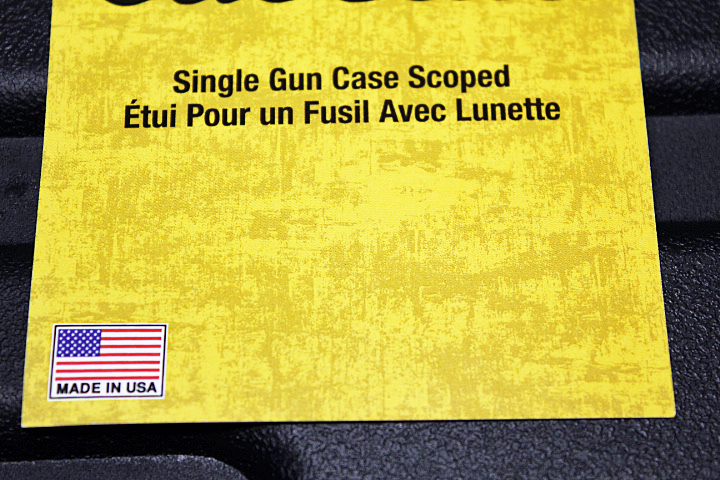 Single Gun Case Scoped
Étui Pour un Fusil Avec Lunette
MADE IN USA